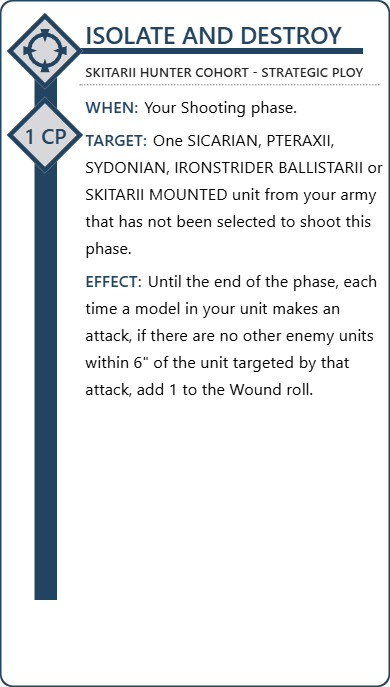 ISOLATE AND DESTROY
SKITARII HUNTER COHORT - STRATEGIC PLOY
WHEN: Your Shooting phase.
1 CP
TARGET: One SICARIAN, PTERAXII,
SYDONIAN, IRONSTRIDER BALLISTARII or
SKITARII MOUNTED unit from your army
that has not been selected to shoot this
phase.
EFFECT: Until the end of the phase, each
time a model in your unit makes an
attack, if there are no other enemy units
within 6" of the unit targeted by that
attack, add 1 to the Wound roll.